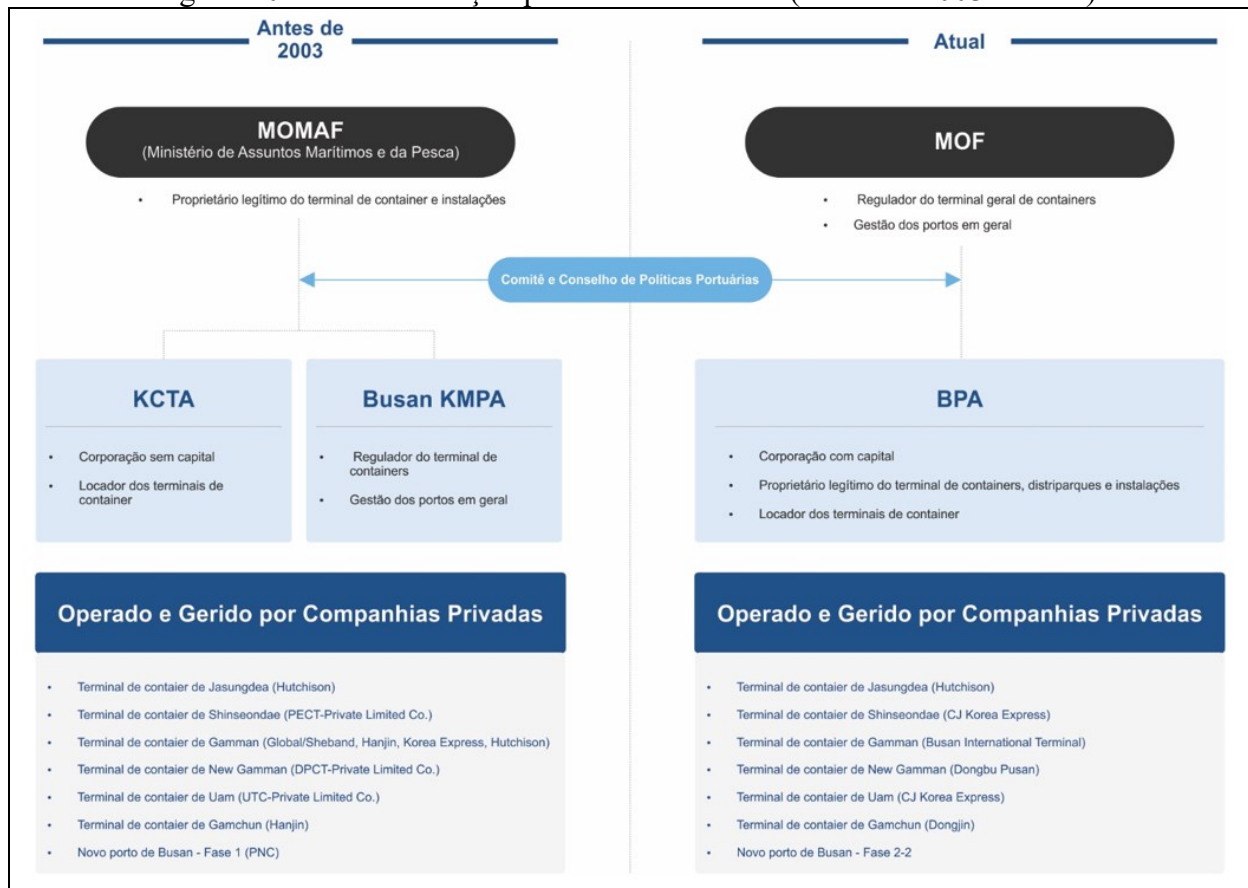 Antes de
2003
Atual
MOMAF
(Ministério de Assuntos Marítimos e da Pesca)
• Proprietário legítimo do terminal de container e instalações
MOF
• Regulador do terminal geral de containers
• Gestão dos portos em geral
Comitê e Conselho de Políticas Portuárias
KCTA
• Corporação sem capital
• Locador dos terminais de
container
Busan KMPA
• Regulador do terminal de
containers
• Gestão dos portos em geral
BPA
• Corporação com capital
• Proprietário legítimo do terminal de containers, distriparques e instalações
• Locador dos terminais de container
Operado e Gerido por Companhias Privadas
• Terminal de contaier de Jasungdea (Hutchison)
• Terminal de contaier de Shinseondae (PECT-Private Limited Co.)
• Terminal de contaier de Gamman (Global/Sheband, Hanjin, Korea Express, Hutchison)
• Terminal de contaier de New Gamman (DPCT-Private Limited Co.)
• Terminal de contaier de Uam (UTC-Private Limited Co.)
• Terminal de contaier de Gamchun (Hanjin)
• Novo porto de Busan - Fase 1 (PNC)
Operado e Gerido por Companhias Privadas
• Terminal de contaier de Jasungdea (Hutchison)
• Terminal de contaier de Shinseondae (CJ Korea Express)
• Terminal de contaier de Gamman (Busan International Terminal)
• Terminal de contaier de New Gamman (Dongbu Pusan)
• Terminal de contaier de Uam (CJ Korea Express)
• Terminal de contaier de Gamchun (Dongjin)
• Novo porto de Busan - Fase 2-2